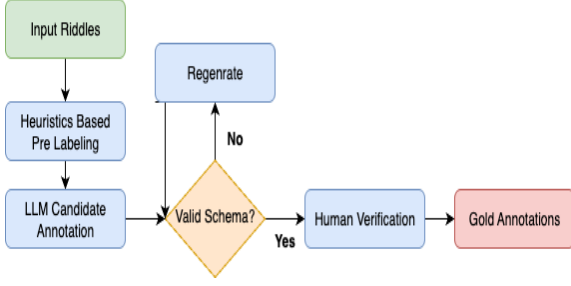 Input Riddles
Regenrate
Heuristics Based
Pre Labeling
No
LLM Candidate
Annotation
Valid Schema?
Yes
Human Verification
Gold Annotations